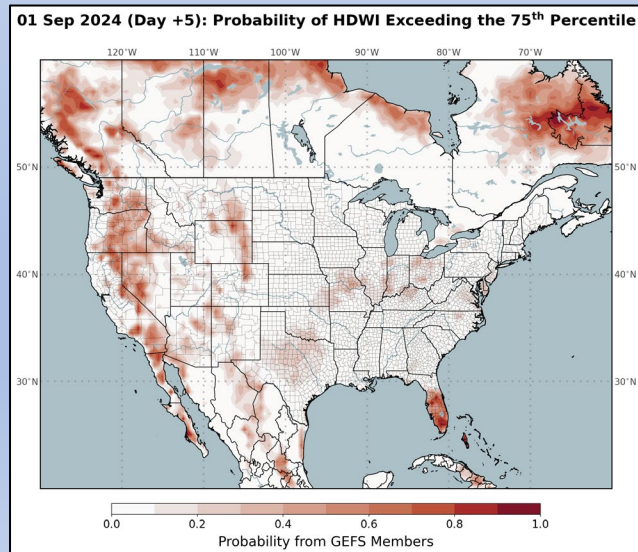 01 Sep 2024 (Day +5): Probability of HDWI Exceeding the 75th Percentile
120°W 110°W 100°W 90°W 80°W 70°W
50°N
50°N
40°N
40°N
30°N
30°N
0.0 0.2 0.4 0.6 0.8 1.0
Probability from GEFS Members